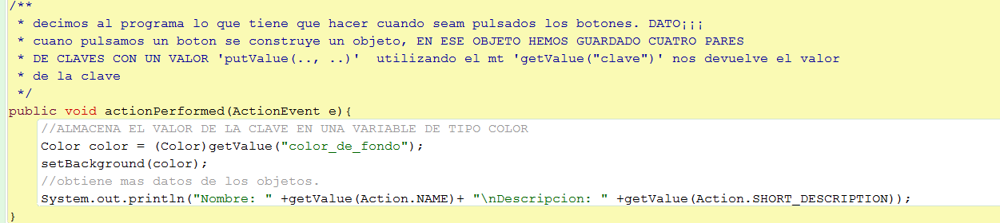 /**
* decimos al programa lo que tiene que hacer cuando seam pulsados los botones. DATO¡¡¡
* cuano pulsamos un boton se construye un objeto, EN ESE OBJETO HEMOS GUARDADO CUATRO PARES
* DE CLAVES CON UN VALOR 'putValue(.., ..)'  utilizando el mt 'getValue("clave")' nos devuelve el valor
* de la clave
*/
public void actionPerformed(ActionEvent e){
//ALMACENA EL VALOR DE LA CLAVE EN UNA VARIABLE DE TIPO COLOR
Color color = (Color)getValue("color_de_fondo");
setBackground(color);
//obtiene mas datos de los objetos.
System.out.println("Nombre: " +getValue(Action.NAME)+ "\nDescripcion: " +getValue(Action.SHORT_DESCRIPTION));
}